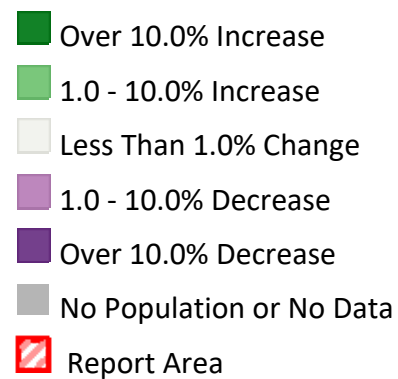 Over 10.0% Increase
1.0 - 10.0% Increase
Less Than 1.0% Change
1.0 - 10.0% Decrease
Over 10.0% Decrease
No Population or No Data
Report Area